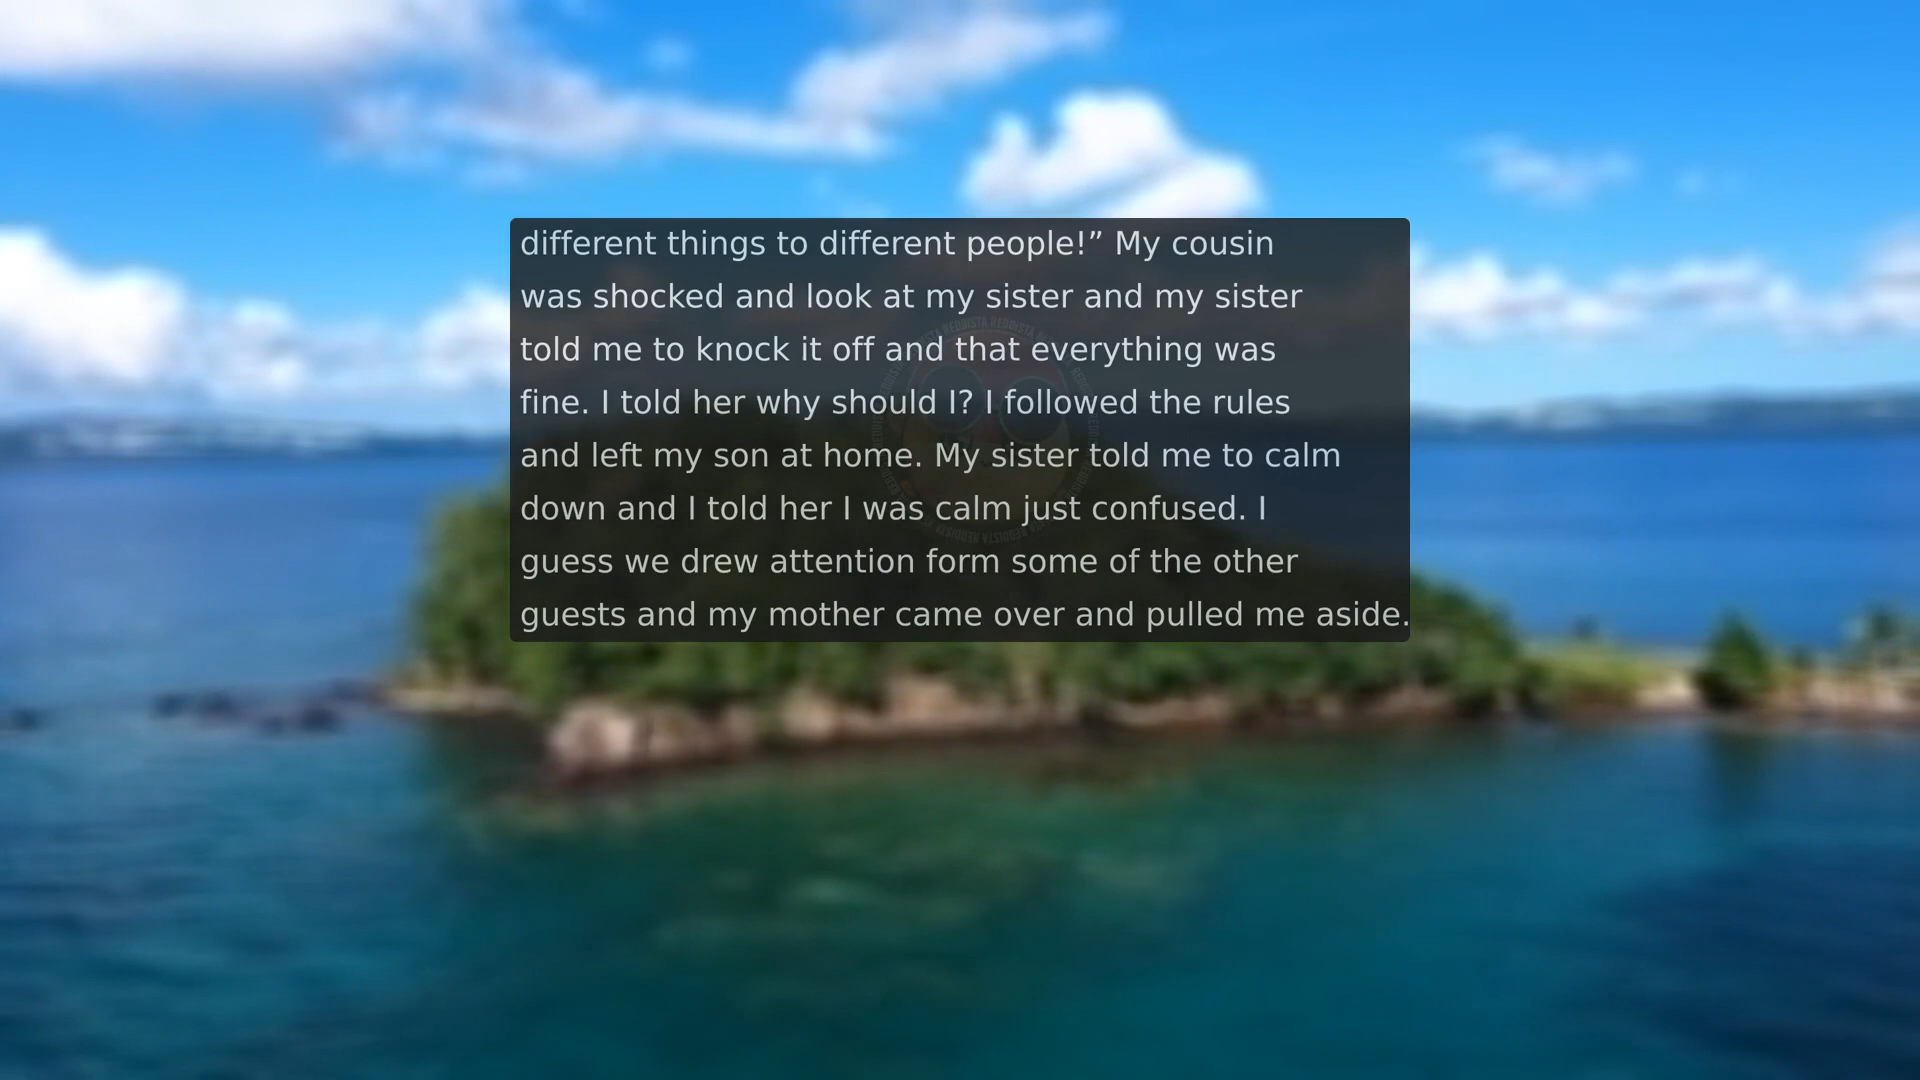 different things to different people!” My cousin
was shocked and look at my sister and my sister
told me to knock it off and that everything was
fine. I told her why should I? I followed the rules
and left my son at home. My sister told me to calm
down and I told her I was calm just confused. I
guess we drew attention form some of the other
guests and my mother came over and pulled me aside.